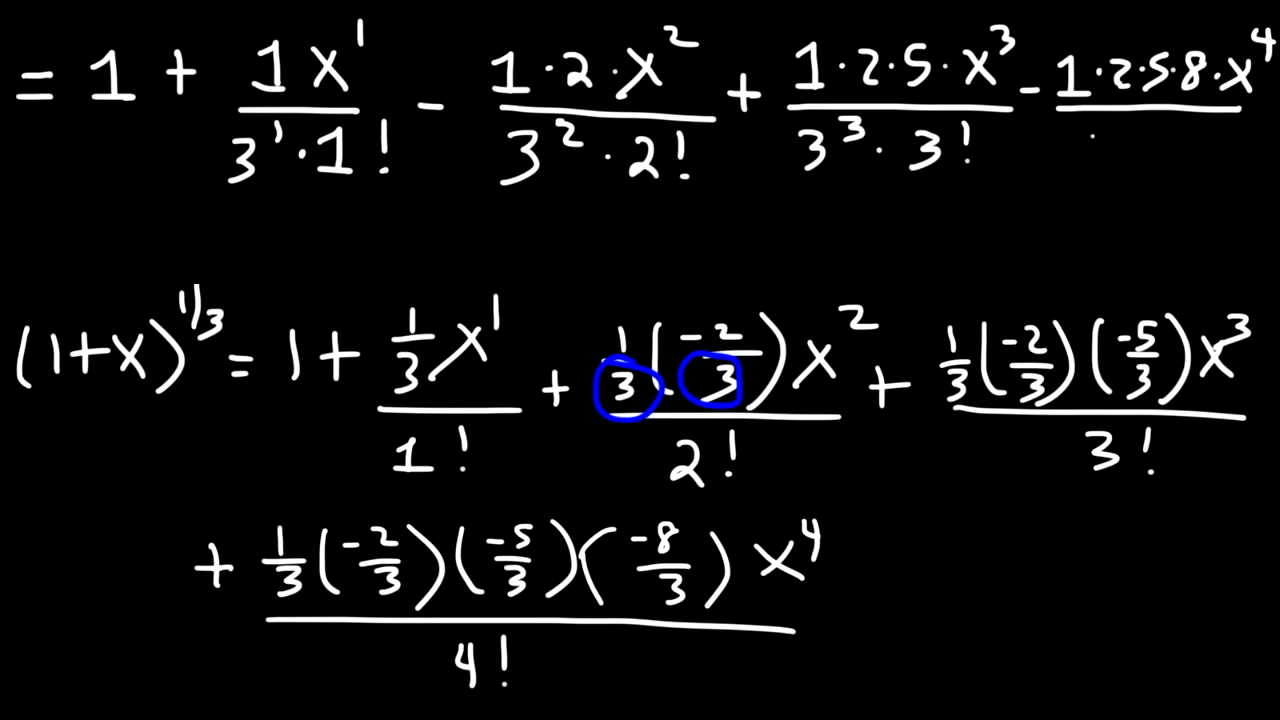 = 1 + 1x¹/3¹·1! - 1·2·x²/3²·2! + 1·2·5·x³/3³·3! - 1·2·5·8·x⁴/
(1+x)^1/3 = 1 + 1/3 x¹/1! + 1/3(-2/3)x²/2! + 1/3(-2/3)(-5/3)x³/3!
+ 1/3(-2/3)(-5/3)(-8/3)x⁴/4!